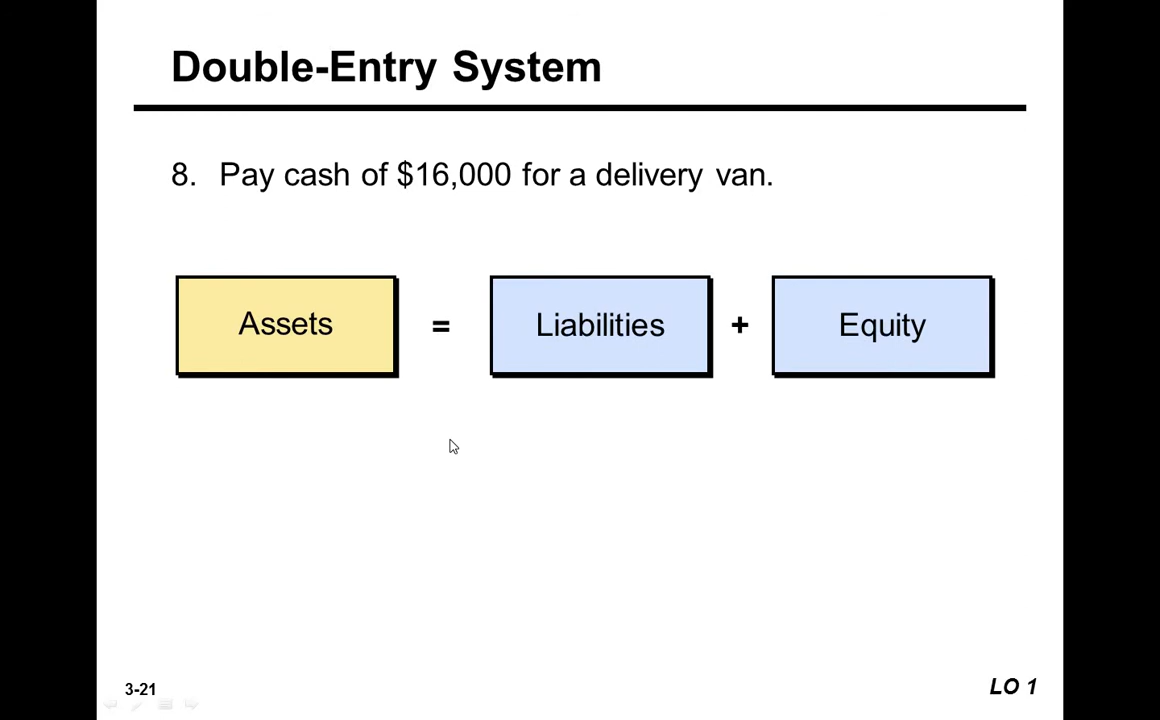 Double-Entry System
8. Pay cash of $16,000 for a delivery van.
Assets = Liabilities + Equity
3-21
LO 1